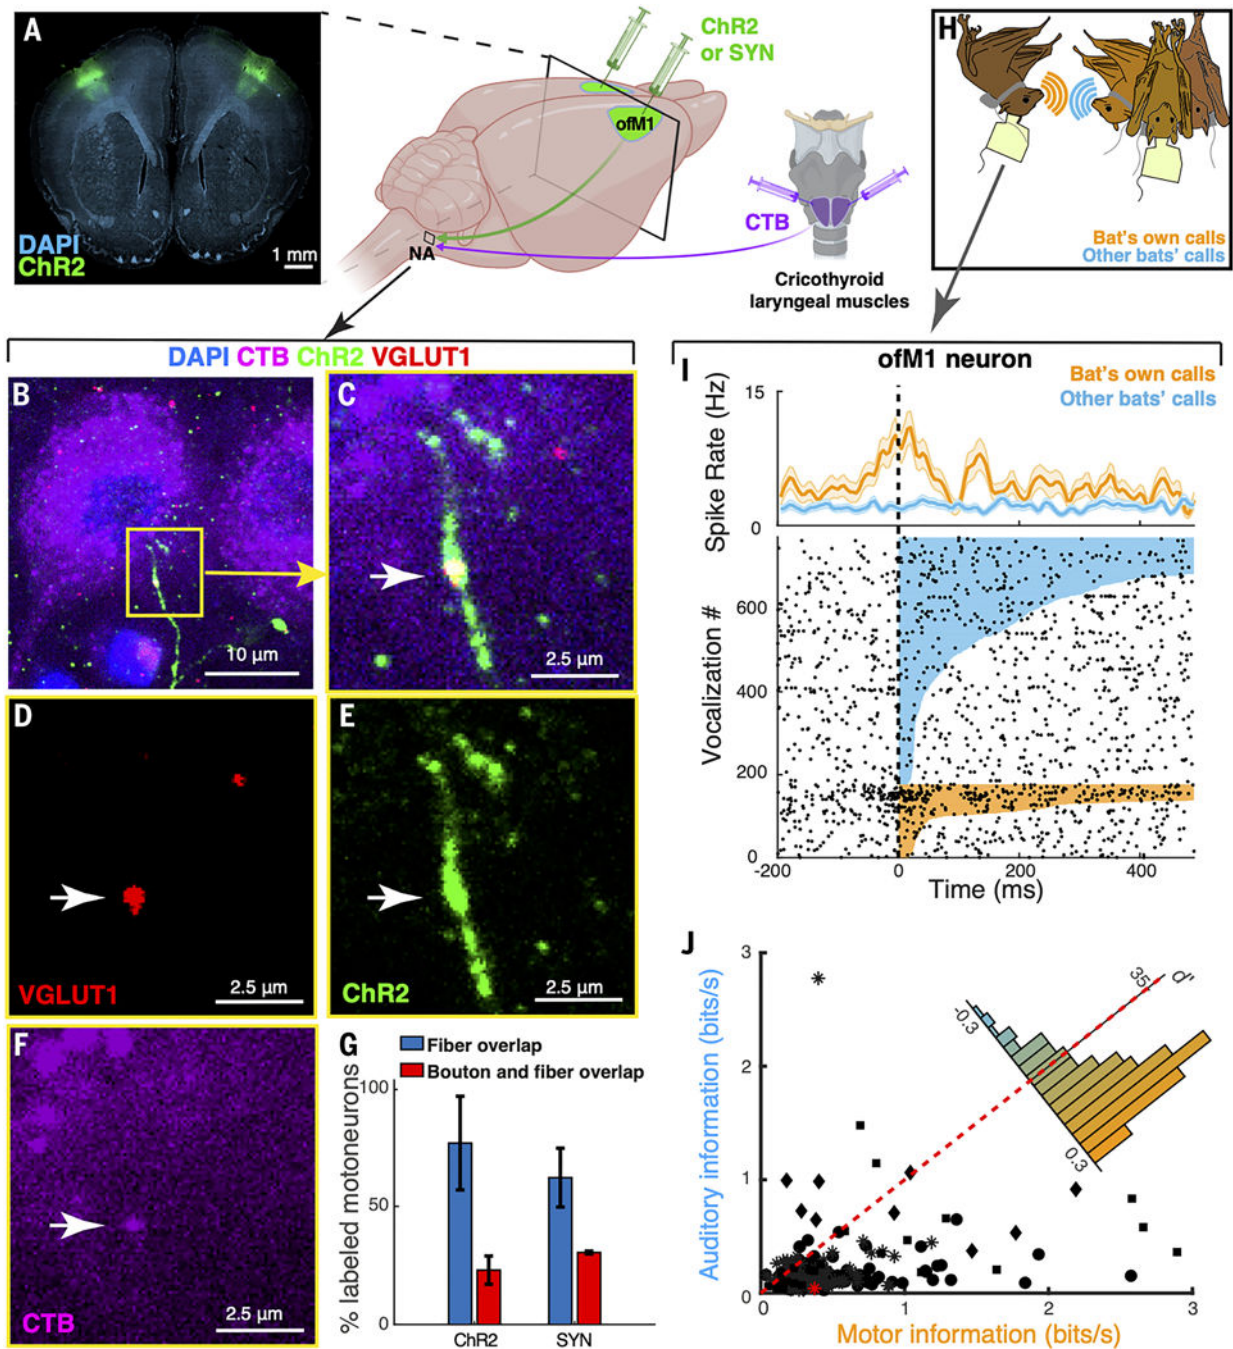 A
DAPI
ChR2
1 mm
ChR2
or SYN
ofM1
NA
CTB
Cricothyroid
laryngeal muscles
H
Bat's own calls
Other bats' calls
DAPI CTB ChR2 VGLUT1
B
10 µm
C
2.5 µm
D
VGLUT1
2.5 µm
E
ChR2
2.5 µm
F
CTB
2.5 µm
G
Fiber overlap
Bouton and fiber overlap
% labeled motoneurons
100
50
0
ChR2
SYN
ofM1 neuron
I
Bat's own calls
Other bats' calls
Spike Rate (Hz)
15
0
Vocalization #
600
400
200
0
-200
0
200
400
Time (ms)
J
Auditory information (bits/s)
3
2
1
0
0
1
2
3
Motor information (bits/s)
-0.3
0.3
35
d'